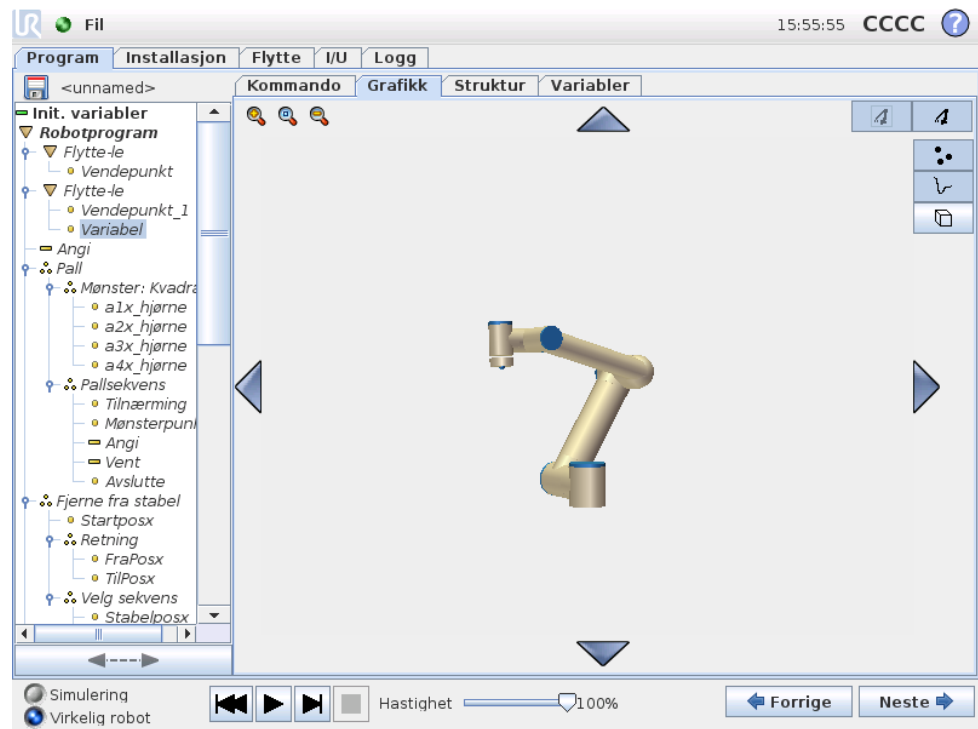 UR Fil 15:55:55 CCCC ?
Program Installasjon Flytte I/U Logg
<unnamed>
Kommando Grafikk Struktur Variabler
Init. variabler
Robotprogram
Flytte-le
Vendepunkt
Flytte-le
Vendepunkt_1
Variabel
Angi
Pall
Mønster: Kvadra
a1x_hjørne
a2x_hjørne
a3x_hjørne
a4x_hjørne
Pallsekvens
Tilnærming
Mønsterpunl
Angi
Vent
Avslutte
Fjerne fra stabel
Startposx
Retning
FraPosx
TilPosx
Velg sekvens
Stabelposx
Simulering
Virkelig robot
Hastighet 100%
Forrige Neste